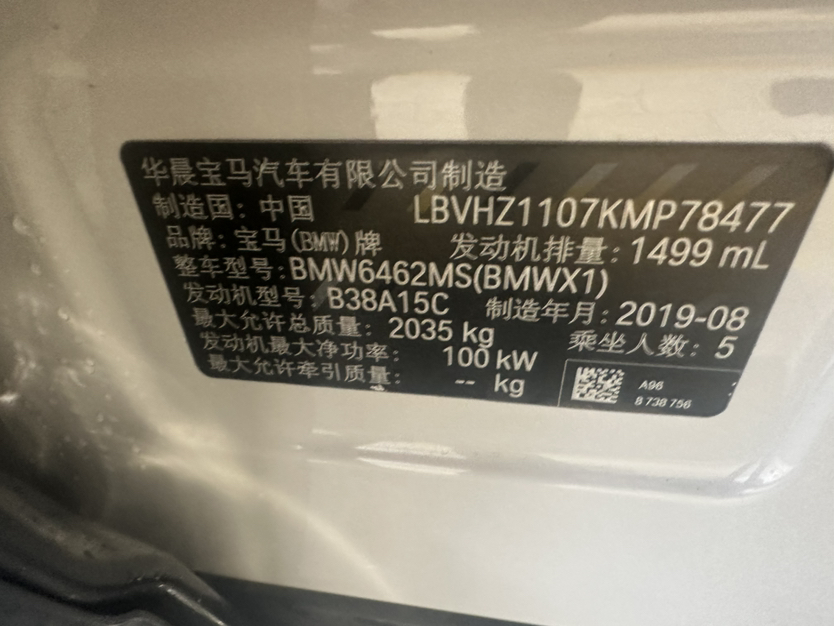 华晨宝马汽车有限公司制造
制造国: 中国 LBVHZ1107KMP78477
品牌: 宝马(BMW)牌 发动机排量: 1499 mL
整车型号: BMW6462MS(BMWX1)
发动机型号: B38A15C 制造年月: 2019-08
最大允许总质量: 2035 kg 乘坐人数: 5
发动机最大净功率: 100 kW
最大允许牵引质量: -- kg
A96
8 738 756